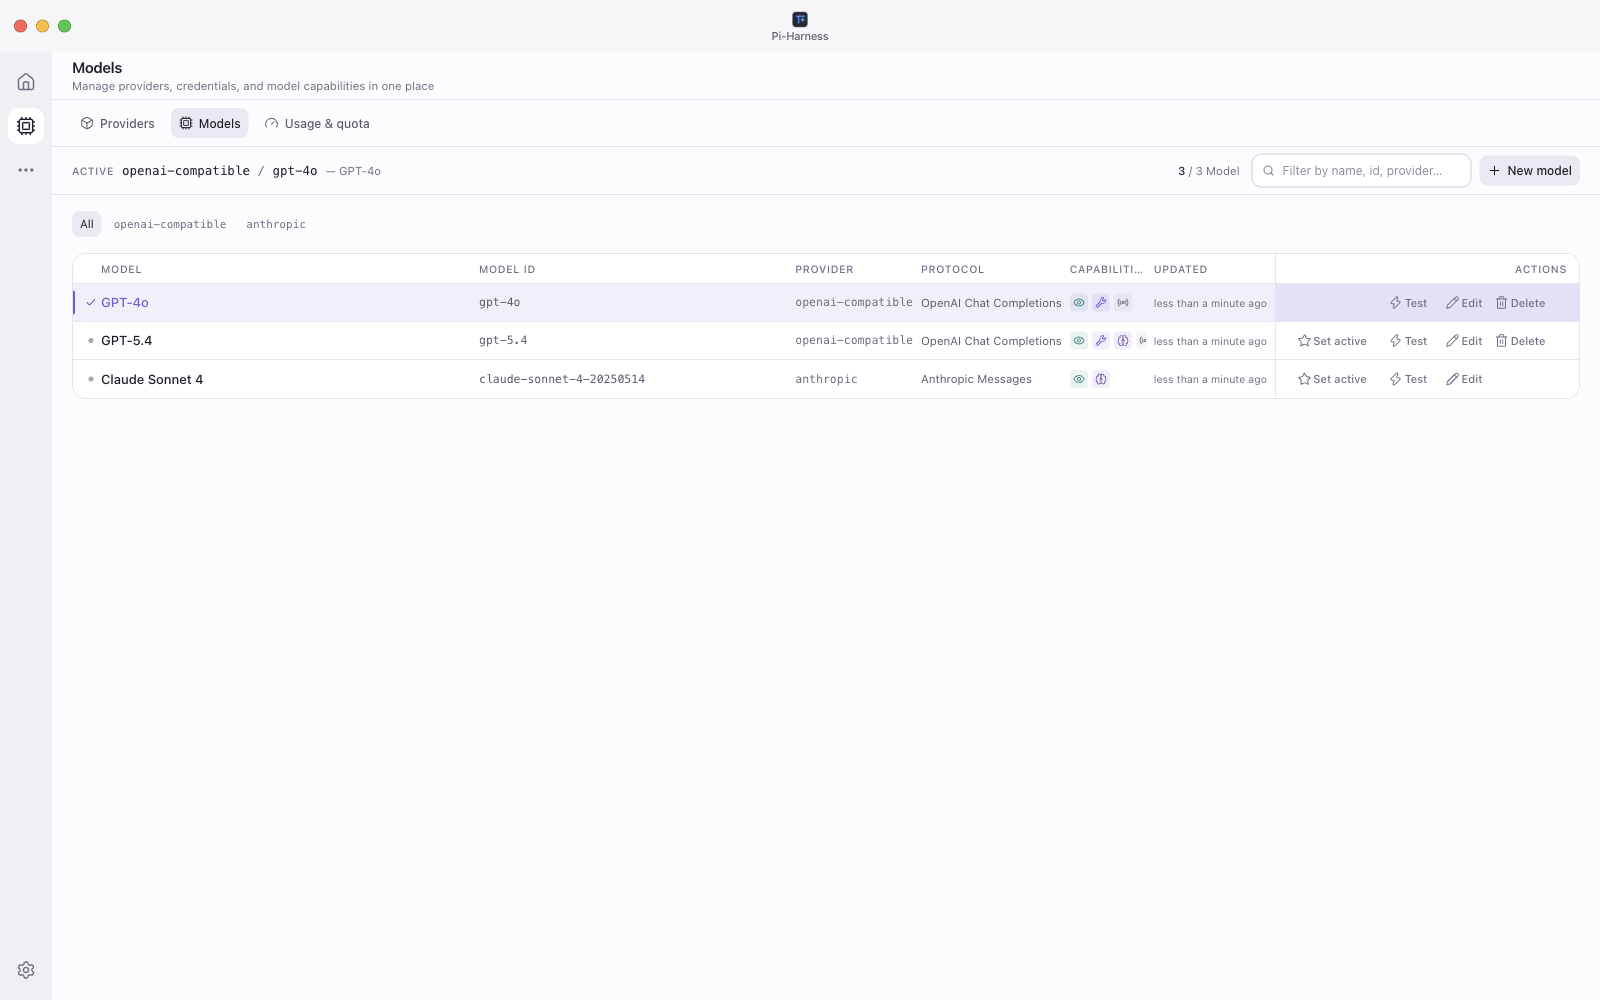 Pi-Harness
Models
Manage providers, credentials, and model capabilities in one place
Providers Models Usage & quota
ACTIVE openai-compatible / gpt-4o — GPT-4o 3 / 3 Model Filter by name, id, provider... New model
All openai-compatible anthropic
MODEL MODEL ID PROVIDER PROTOCOL CAPABILITI... UPDATED ACTIONS
GPT-4o gpt-4o openai-compatible OpenAI Chat Completions less than a minute ago Test Edit Delete
GPT-5.4 gpt-5.4 openai-compatible OpenAI Chat Completions less than a minute ago Set active Test Edit Delete
Claude Sonnet 4 claude-sonnet-4-20250514 anthropic Anthropic Messages less than a minute ago Set active Test Edit